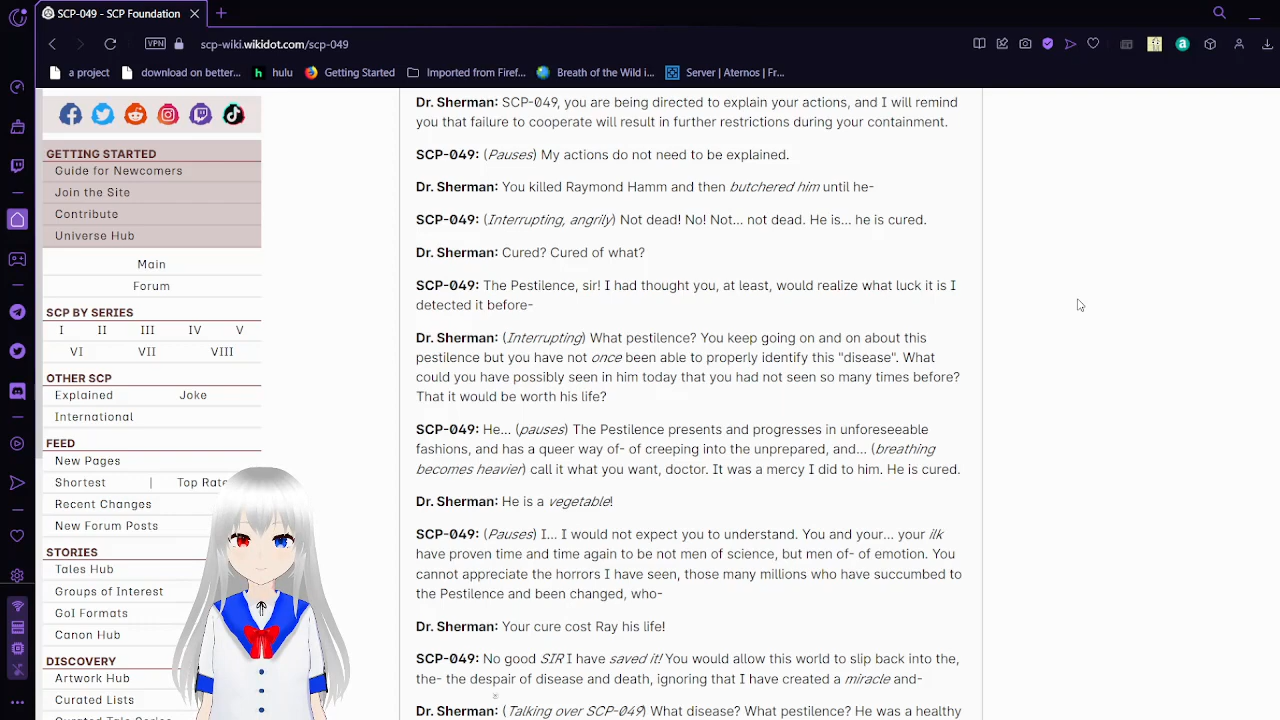 SCP-049 - SCP Foundation
VPN
scp-wiki.wikidot.com/scp-049
a project
download on better...
hulu
Getting Started
Imported from Firef...
Breath of the Wild i...
Server | Aternos | Fr...
GETTING STARTED
Guide for Newcomers
Join the Site
Contribute
Universe Hub
Main
Forum
SCP BY SERIES
I II III IV V
VI VII VIII
OTHER SCP
Explained Joke
International
FEED
New Pages
Shortest | Top Rate
Recent Changes
New Forum Posts
STORIES
Tales Hub
Groups of Interest
GoI Formats
Canon Hub
DISCOVERY
Artwork Hub
Curated Lists
Dr. Sherman: SCP-049, you are being directed to explain your actions, and I will remind
you that failure to cooperate will result in further restrictions during your containment.
SCP-049: (Pauses) My actions do not need to be explained.
Dr. Sherman: You killed Raymond Hamm and then butchered him until he-
SCP-049: (Interrupting, angrily) Not dead! No! Not... not dead. He is... he is cured.
Dr. Sherman: Cured? Cured of what?
SCP-049: The Pestilence, sir! I had thought you, at least, would realize what luck it is I
detected it before-
Dr. Sherman: (Interrupting) What pestilence? You keep going on and on about this
pestilence but you have not once been able to properly identify this "disease". What
could you have possibly seen in him today that you had not seen so many times before?
That it would be worth his life?
SCP-049: He... (pauses) The Pestilence presents and progresses in unforeseeable
fashions, and has a queer way of- of creeping into the unprepared, and... (breathing
becomes heavier) call it what you want, doctor. It was a mercy I did to him. He is cured.
Dr. Sherman: He is a vegetable!
SCP-049: (Pauses) I... I would not expect you to understand. You and your... your ilk
have proven time and time again to be not men of science, but men of- of emotion. You
cannot appreciate the horrors I have seen, those many millions who have succumbed to
the Pestilence and been changed, who-
Dr. Sherman: Your cure cost Ray his life!
SCP-049: No good SIR I have saved it! You would allow this world to slip back into the,
the- the despair of disease and death, ignoring that I have created a miracle and-
Dr. Sherman: (Talking over SCP-049) What disease? What pestilence? He was a healthy